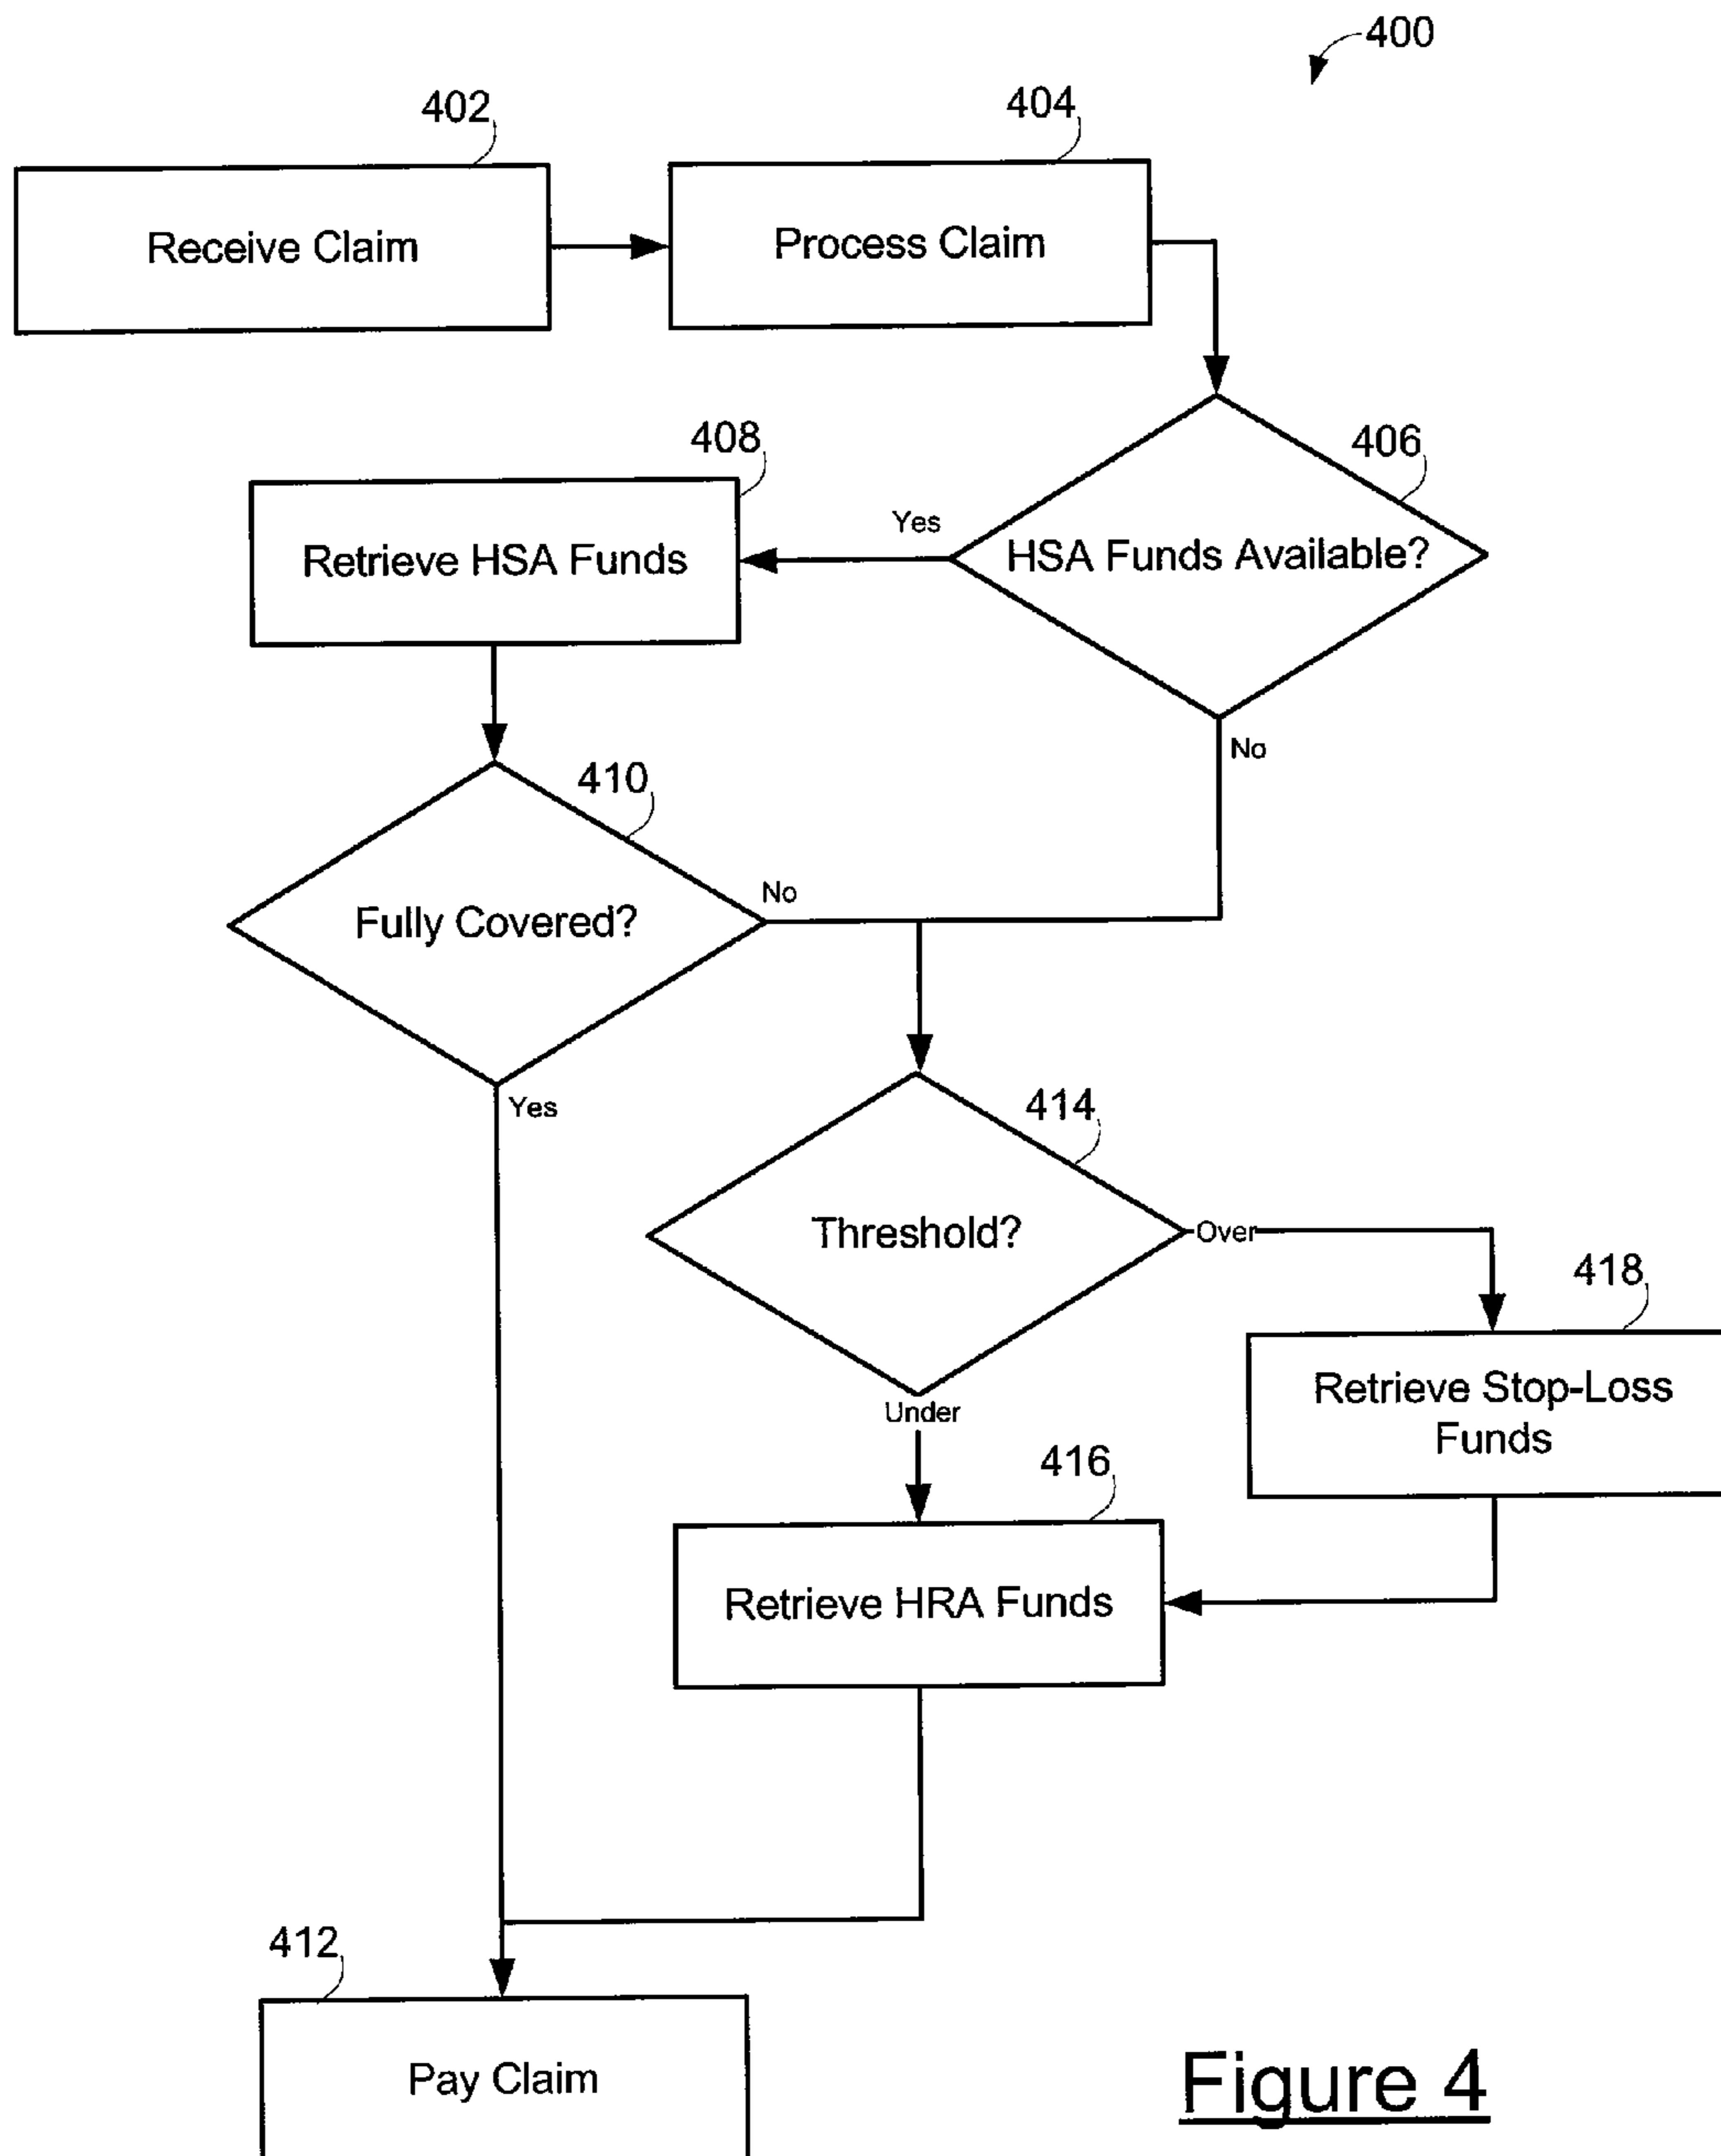 400
402
404
Receive Claim
Process Claim
406
408
Yes
HSA Funds Available?
Retrieve HSA Funds
No
410
No
Fully Covered?
Yes
414
Threshold?
Over
418
Retrieve Stop-Loss
Funds
Under
416
Retrieve HRA Funds
412
Pay Claim
Figure 4